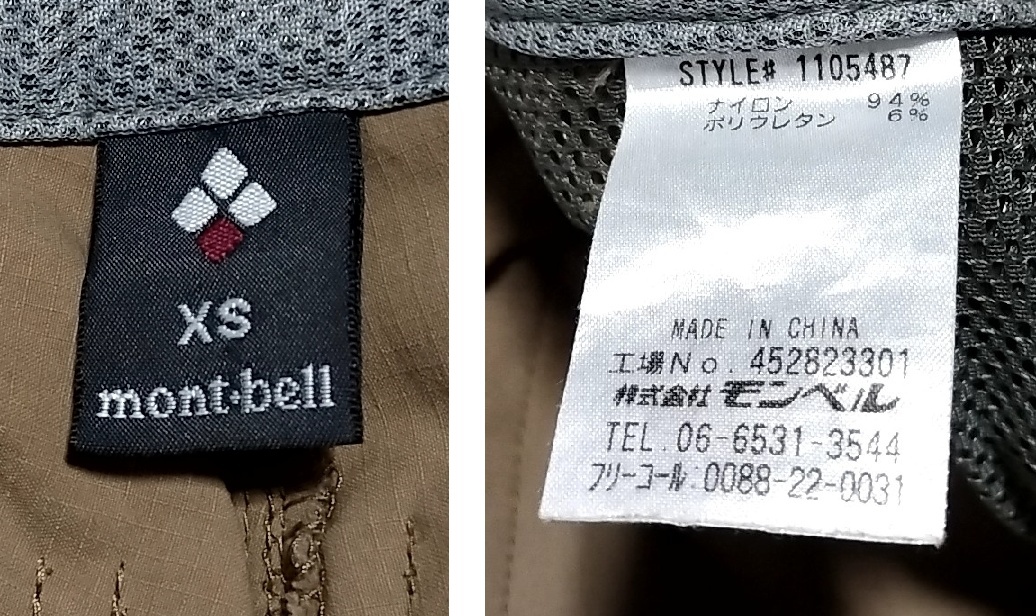 XS
mont-bell
STYLE# 1105487
ナイロン 94%
ポリウレタン 6%
MADE IN CHINA
工場No. 452823301
株式会社 モンベル
TEL.06-6531-3544
フリーコール:0088-22-0031